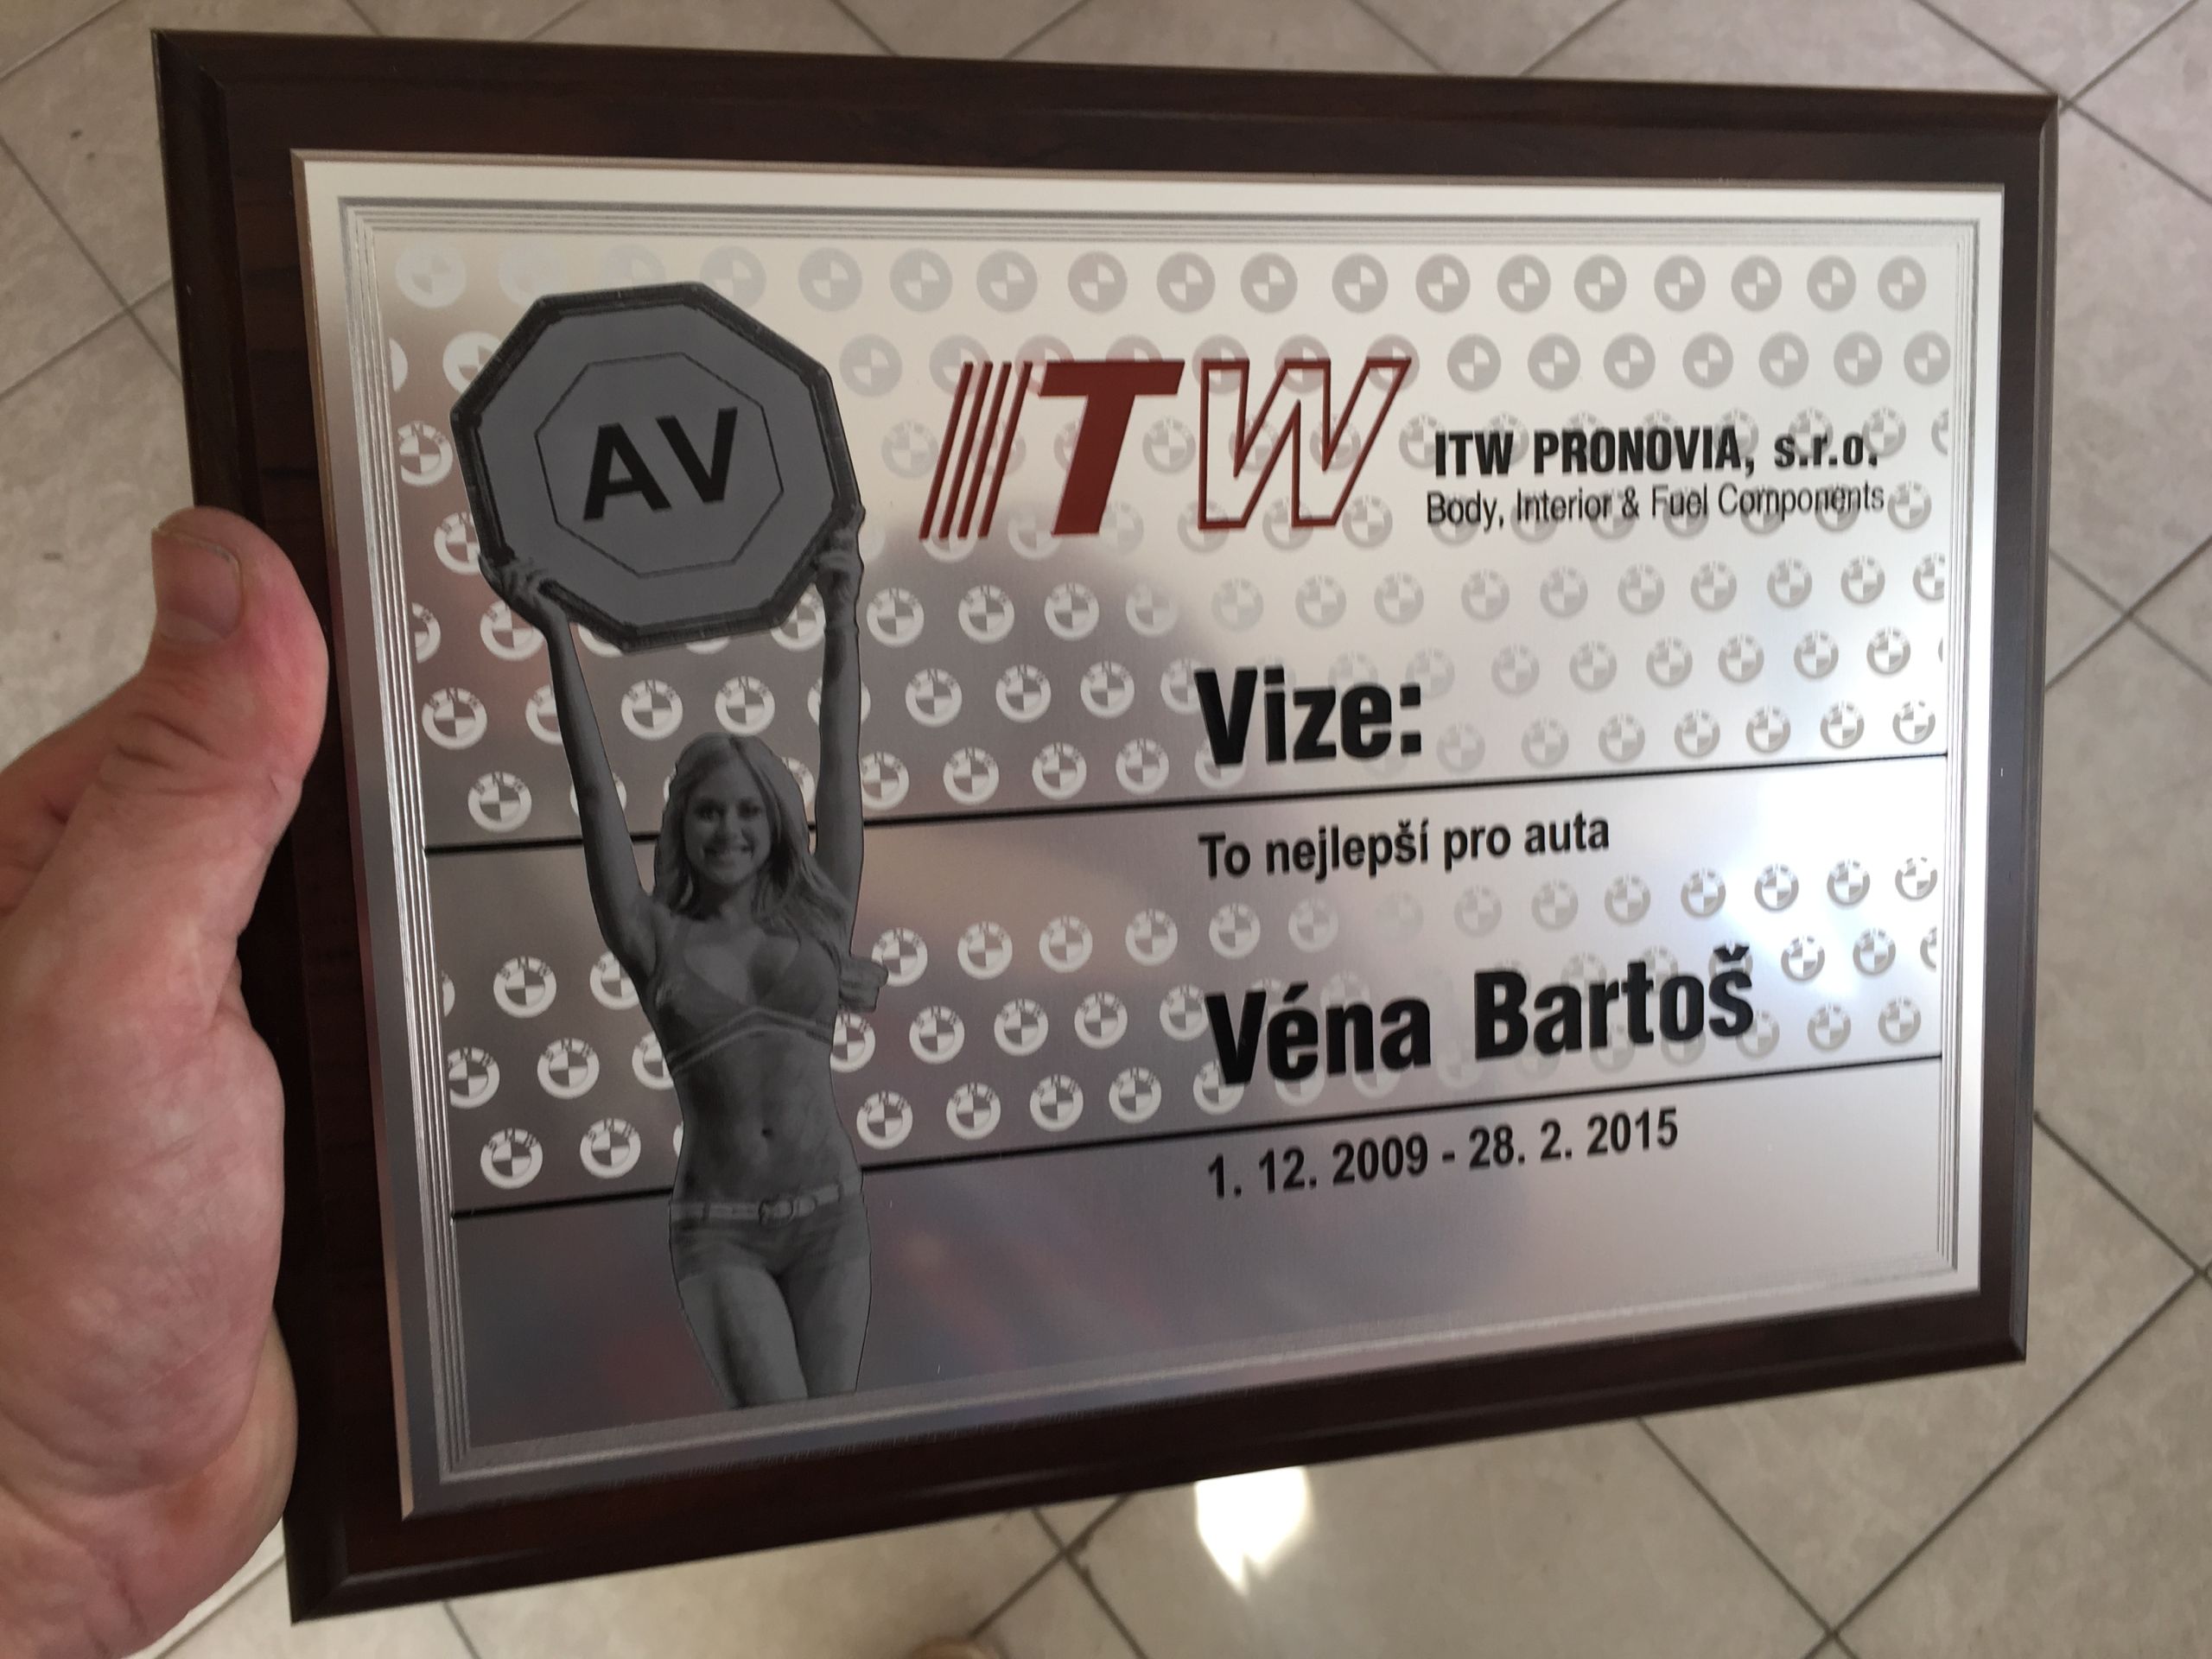 AV
ITW
ITW PRONOVIA, s.r.o.
Body, Interior & Fuel Components
Vize:
To nejlepší pro auta
Véna Bartoš
1. 12. 2009 - 28. 2. 2015